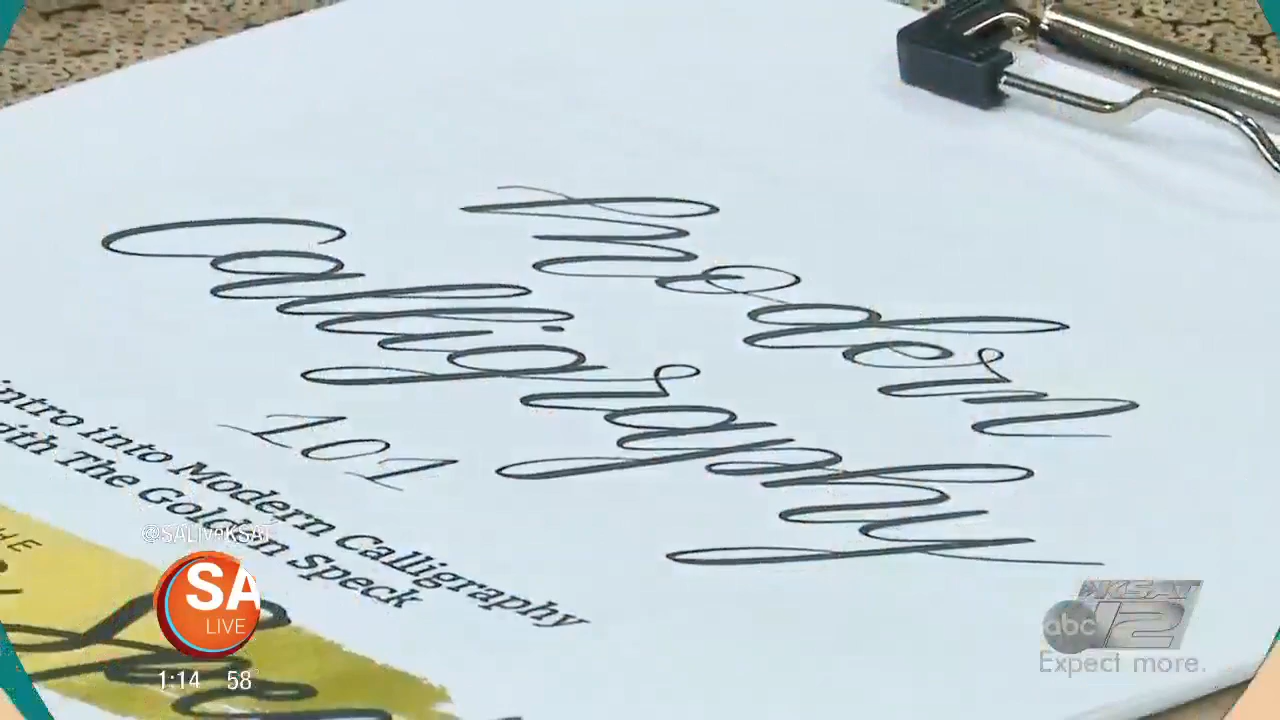 Modern
Calligraphy
101
intro into Modern Calligraphy
with The Golden Speck
@SALiveKSAT
SA
LIVE
1:14 58
KSAT
abc 12
Expect more.